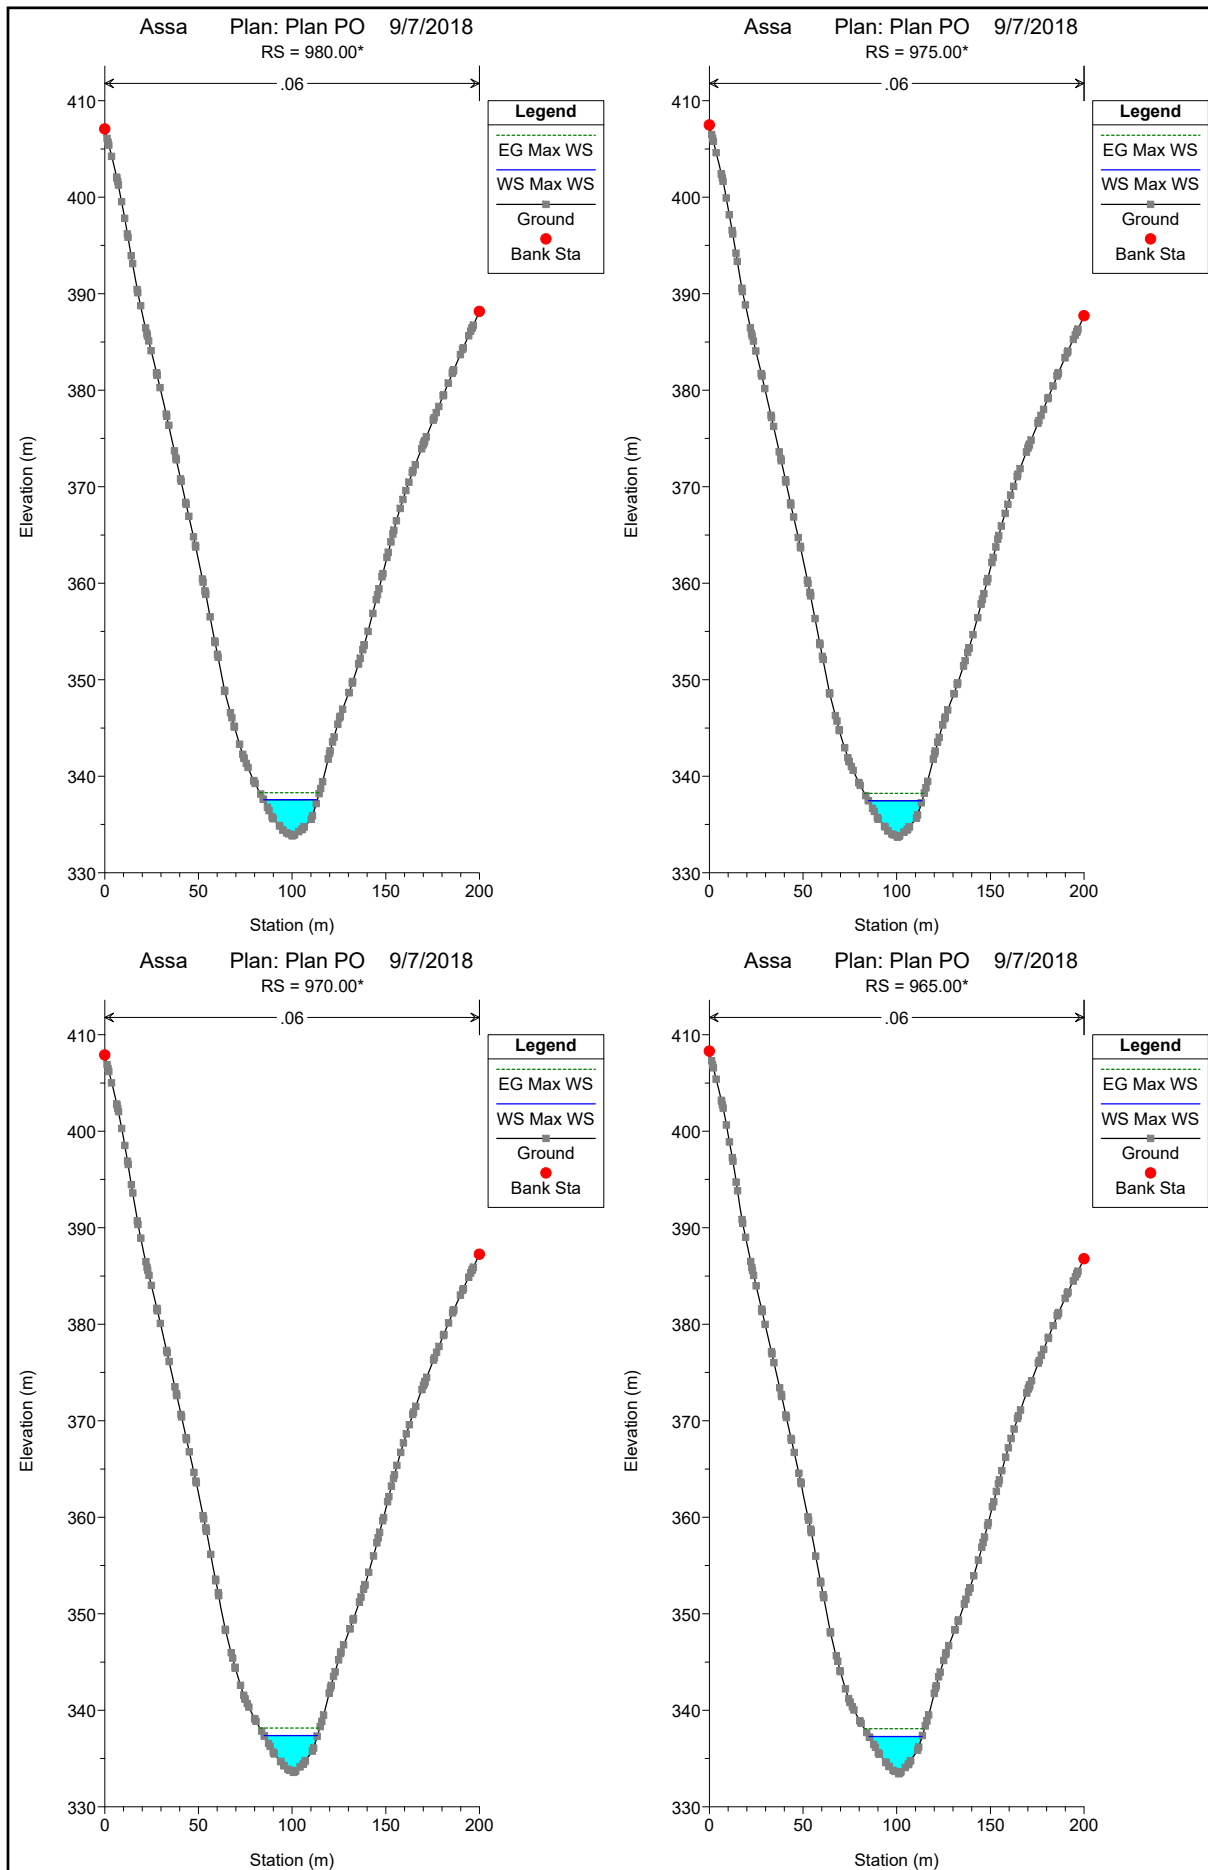 Assa Plan: Plan PO 9/7/2018
RS = 980.00*
.06
410
400
390
380
370
360
350
340
330
Elevation (m)
0 50 100 150 200
Station (m)
Legend
EG Max WS
WS Max WS
Ground
Bank Sta
Assa Plan: Plan PO 9/7/2018
RS = 975.00*
.06
410
400
390
380
370
360
350
340
330
Elevation (m)
0 50 100 150 200
Station (m)
Legend
EG Max WS
WS Max WS
Ground
Bank Sta
Assa Plan: Plan PO 9/7/2018
RS = 970.00*
.06
410
400
390
380
370
360
350
340
330
Elevation (m)
0 50 100 150 200
Station (m)
Legend
EG Max WS
WS Max WS
Ground
Bank Sta
Assa Plan: Plan PO 9/7/2018
RS = 965.00*
.06
410
400
390
380
370
360
350
340
330
Elevation (m)
0 50 100 150 200
Station (m)
Legend
EG Max WS
WS Max WS
Ground
Bank Sta